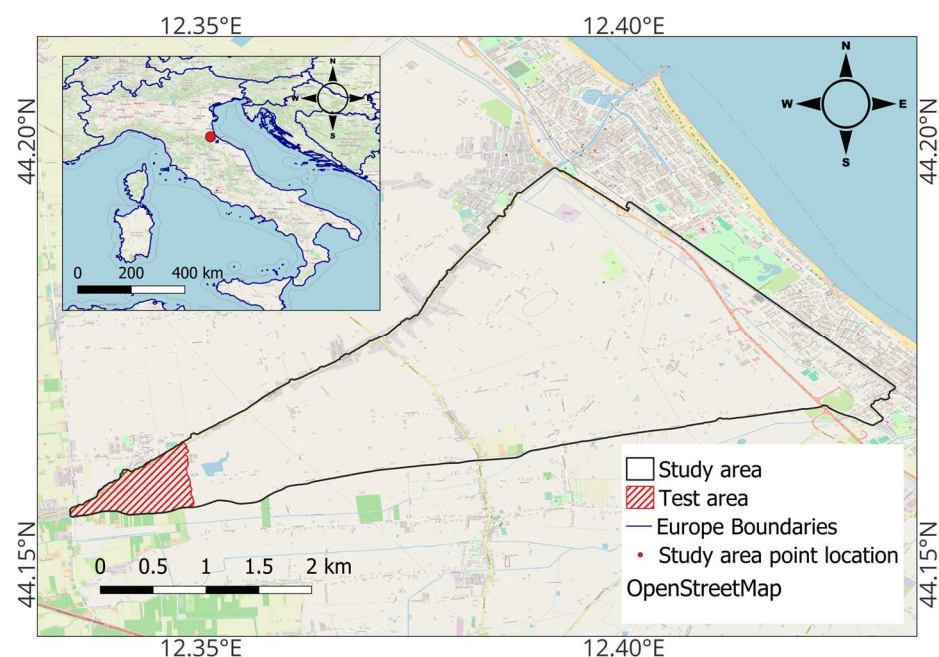 12.35°E 12.40°E
N
W E
S
44.20°N 44.20°N
N
W
S
0 200 400 km
Study area
Test area
Europe Boundaries
Study area point location
OpenStreetMap
44.15°N 44.15°N
0 0.5 1 1.5 2 km
12.35°E 12.40°E